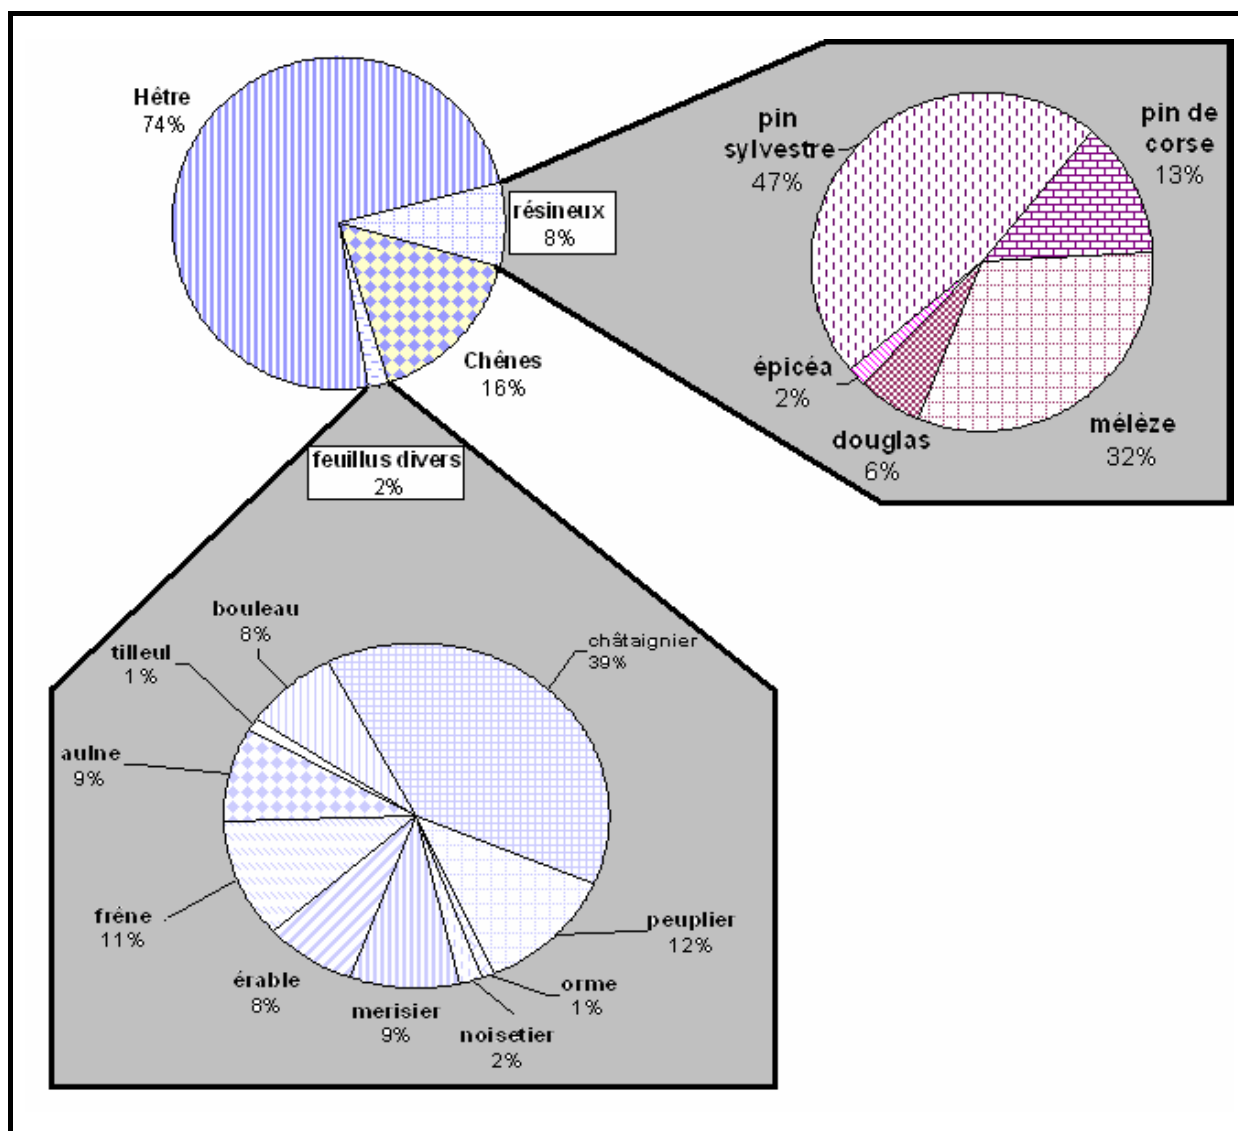 Hêtre
74%
résineux
8%
Chênes
16%
feuillus divers
2%
pin
sylvestre
47%
pin de
corse
13%
mélèze
32%
douglas
6%
épicéa
2%
bouleau
8%
tilleul
1%
aulne
9%
frêne
11%
érable
8%
merisier
9%
noisetier
2%
orme
1%
peuplier
12%
châtaignier
39%